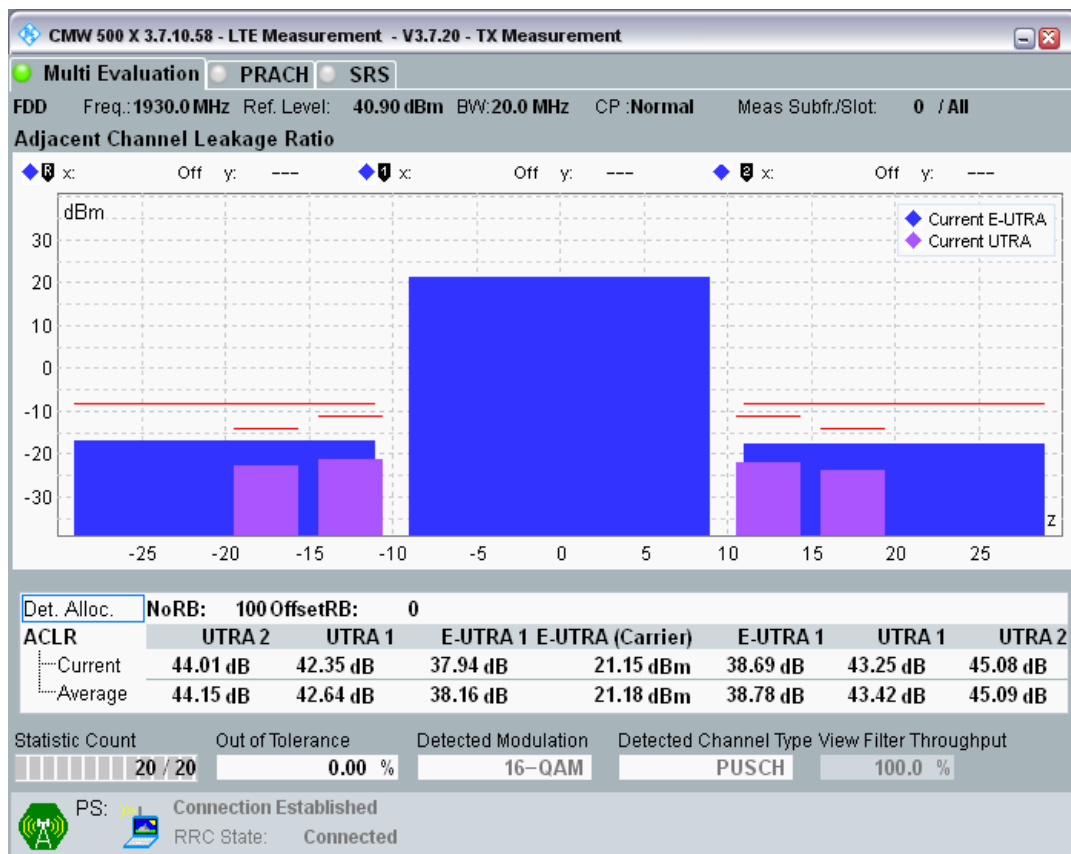 CMW 500 X 3.7.10.58 - LTE Measurement - V3.7.20 - TX Measurement
Multi Evaluation PRACH SRS
FDD Freq.:1930.0 MHz Ref. Level: 40.90 dBm BW:20.0 MHz CP :Normal Meas Subfr./Slot: 0 / All
Adjacent Channel Leakage Ratio
R x: Off y: --- 1 x: Off y: --- 2 x: Off y: ---
dBm
Current E-UTRA
Current UTRA
30
20
10
0
-10
-20
-30
z
-25 -20 -15 -10 -5 0 5 10 15 20 25
Det. Alloc. NoRB: 100 OffsetRB: 0
ACLR UTRA 2 UTRA 1 E-UTRA 1 E-UTRA (Carrier) E-UTRA 1 UTRA 1 UTRA 2
Current 44.01 dB 42.35 dB 37.94 dB 21.15 dBm 38.69 dB 43.25 dB 45.08 dB
Average 44.15 dB 42.64 dB 38.16 dB 21.18 dBm 38.78 dB 43.42 dB 45.09 dB
Statistic Count Out of Tolerance Detected Modulation Detected Channel Type View Filter Throughput
20 / 20 0.00 % 16-QAM PUSCH 100.0 %
PS: Connection Established
RRC State: Connected